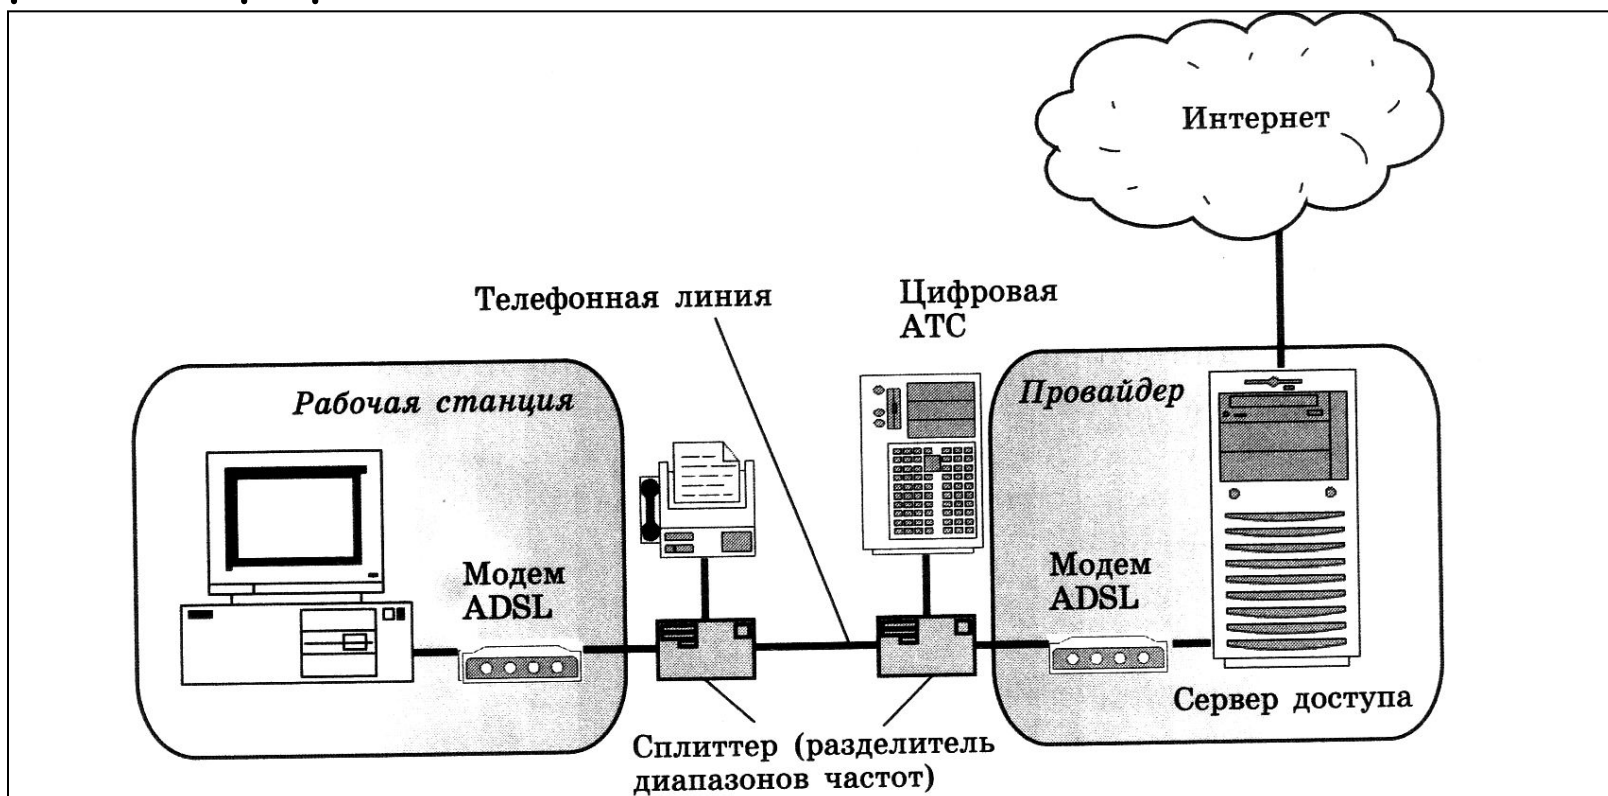 Интернет
Телефонная линия
Цифровая
АТС
Рабочая станция
Провайдер
Модем
ADSL
Модем
ADSL
Сервер доступа
Сплиттер (разделитель
диапазонов частот)